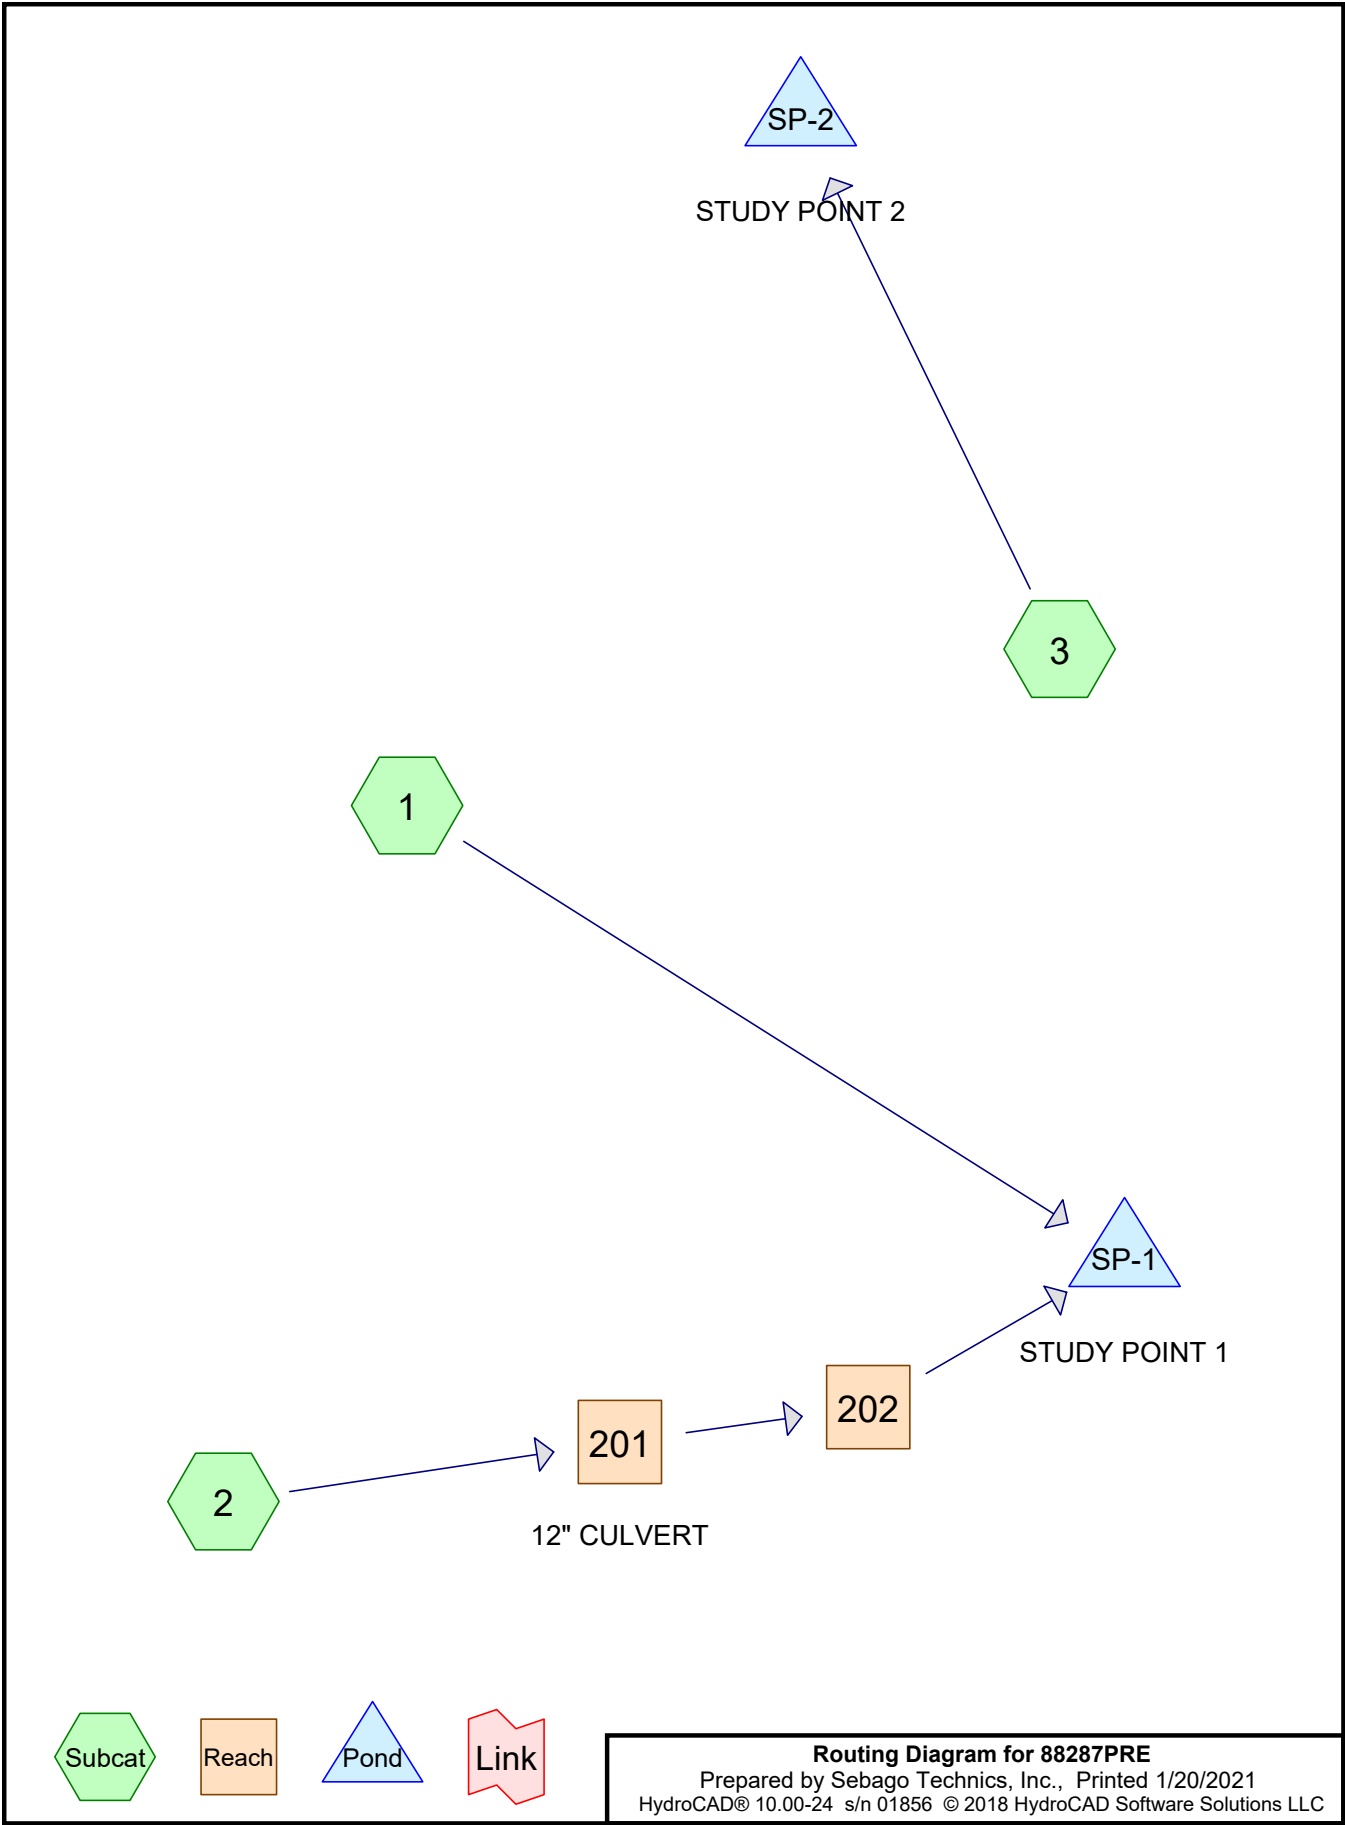 SP-2
STUDY POINT 2
3
1
SP-1
STUDY POINT 1
202
201
12" CULVERT
2
Subcat
Reach
Pond
Link
Routing Diagram for 88287PRE
Prepared by Sebago Technics, Inc., Printed 1/20/2021
HydroCAD® 10.00-24 s/n 01856 © 2018 HydroCAD Software Solutions LLC